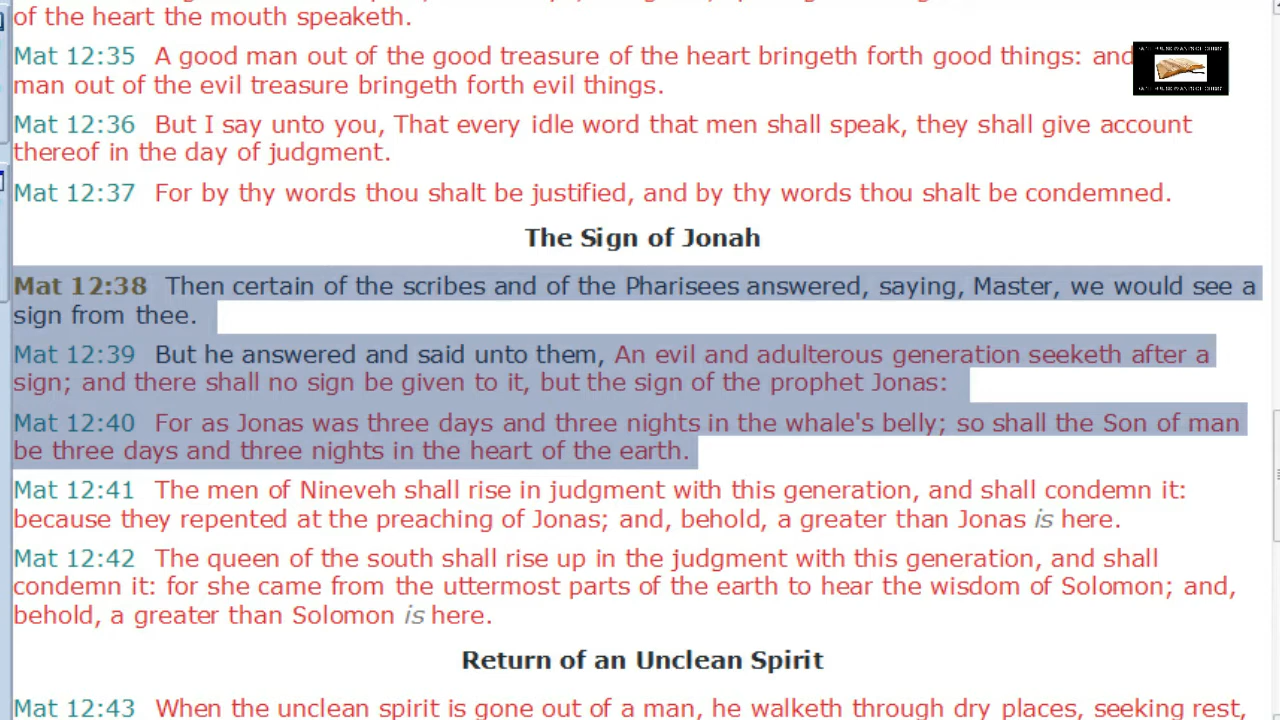 of the heart the mouth speaketh.
Mat 12:35 A good man out of the good treasure of the heart bringeth forth good things: and
man out of the evil treasure bringeth forth evil things.
Mat 12:36 But I say unto you, That every idle word that men shall speak, they shall give account
thereof in the day of judgment.
Mat 12:37 For by thy words thou shalt be justified, and by thy words thou shalt be condemned.
The Sign of Jonah
Mat 12:38 Then certain of the scribes and of the Pharisees answered, saying, Master, we would see a
sign from thee.
Mat 12:39 But he answered and said unto them, An evil and adulterous generation seeketh after a
sign; and there shall no sign be given to it, but the sign of the prophet Jonas:
Mat 12:40 For as Jonas was three days and three nights in the whale's belly; so shall the Son of man
be three days and three nights in the heart of the earth.
Mat 12:41 The men of Nineveh shall rise in judgment with this generation, and shall condemn it:
because they repented at the preaching of Jonas; and, behold, a greater than Jonas is here.
Mat 12:42 The queen of the south shall rise up in the judgment with this generation, and shall
condemn it: for she came from the uttermost parts of the earth to hear the wisdom of Solomon; and,
behold, a greater than Solomon is here.
Return of an Unclean Spirit
Mat 12:43 When the unclean spirit is gone out of a man, he walketh through dry places, seeking rest,